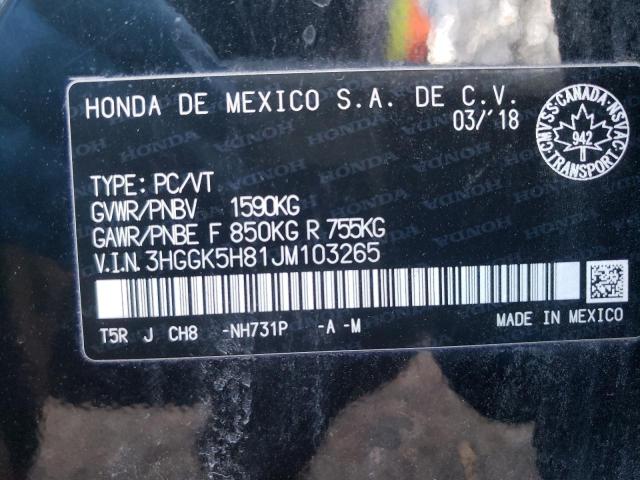 HONDA DE MEXICO S.A. DE C.V.
03/'18
CMVSS·CANADA·NSVAC
942
TRANSPORT
TYPE: PC/VT
GVWR/PNBV 1590KG
GAWR/PNBE F 850KG R 755KG
V.I.N. 3HGGK5H81JM103265
T5R J CH8 -NH731P -A -M
MADE IN MEXICO